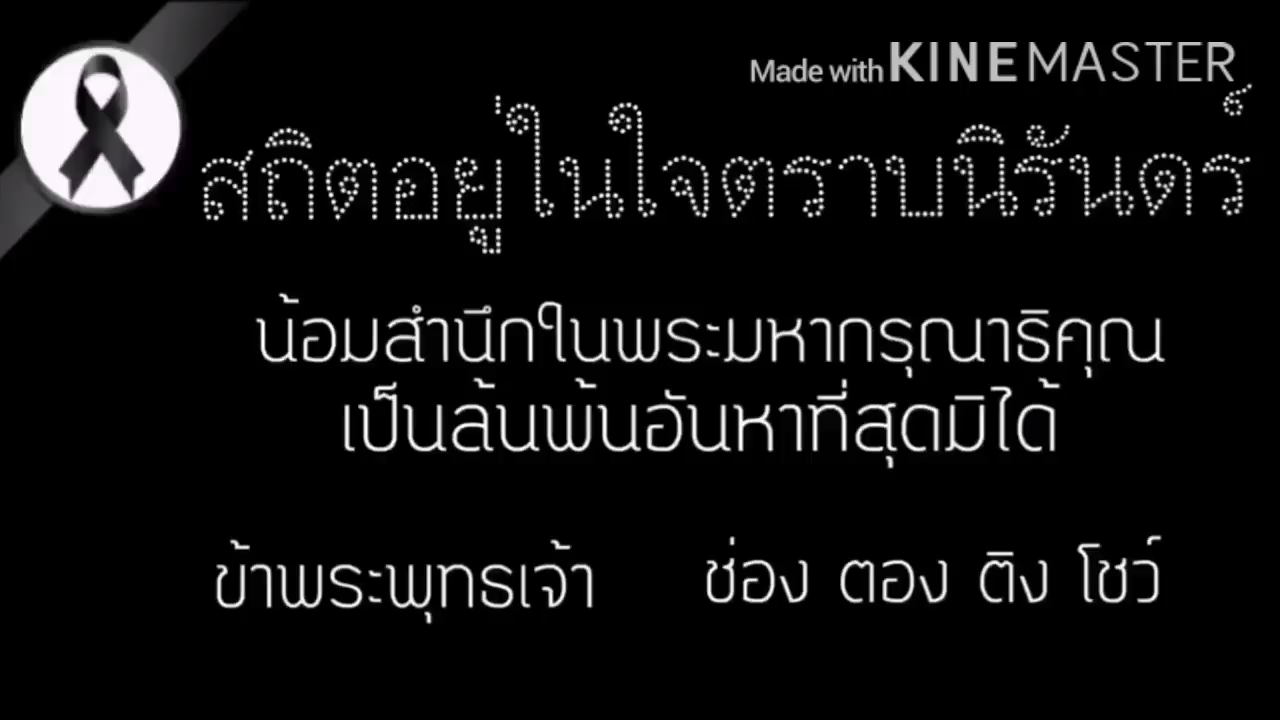 Made with KINEMASTER
สถิตอยู่ในใจตราบนิรันดร์
น้อมสำนึกในพระมหากรุณาธิคุณ
เป็นล้นพ้นอันหาที่สุดมิได้
ข้าพระพุทธเจ้า ช่อง ตอง ติง โชว์